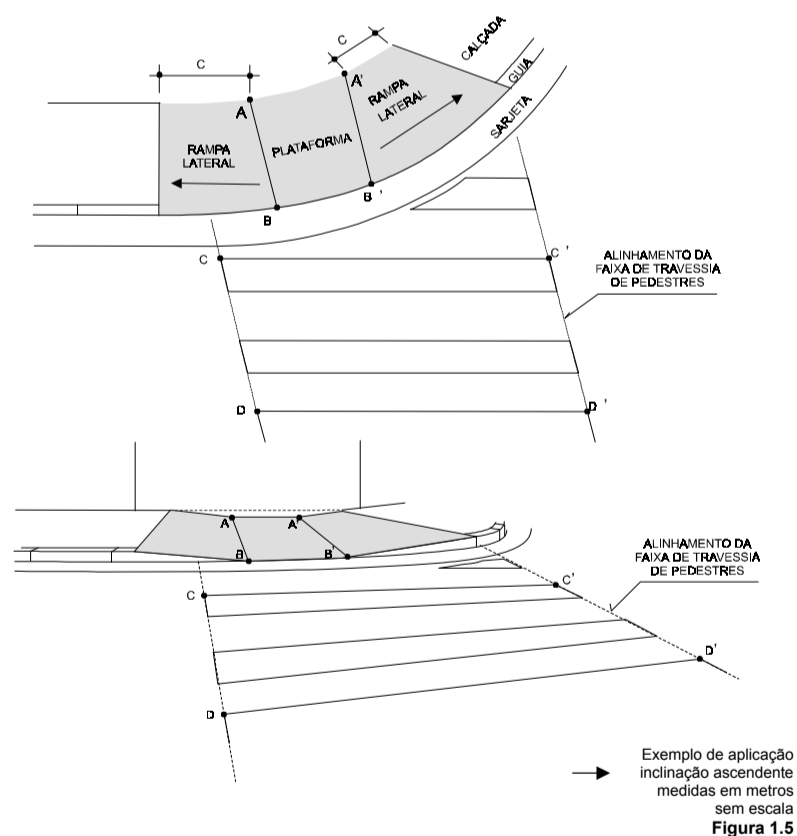 C
C
A
A'
CALÇADA
GUIA
SARJETA
RAMPA
LATERAL
PLATAFORMA
RAMPA
LATERAL
B
B'
C
C'
ALINHAMENTO DA
FAIXA DE TRAVESSIA
DE PEDESTRES
D
D'
A
A'
B
B'
ALINHAMENTO DA
FAIXA DE TRAVESSIA
DE PEDESTRES
C
C'
D'
D
Exemplo de aplicação
inclinação ascendente
medidas em metros
sem escala
Figura 1.5